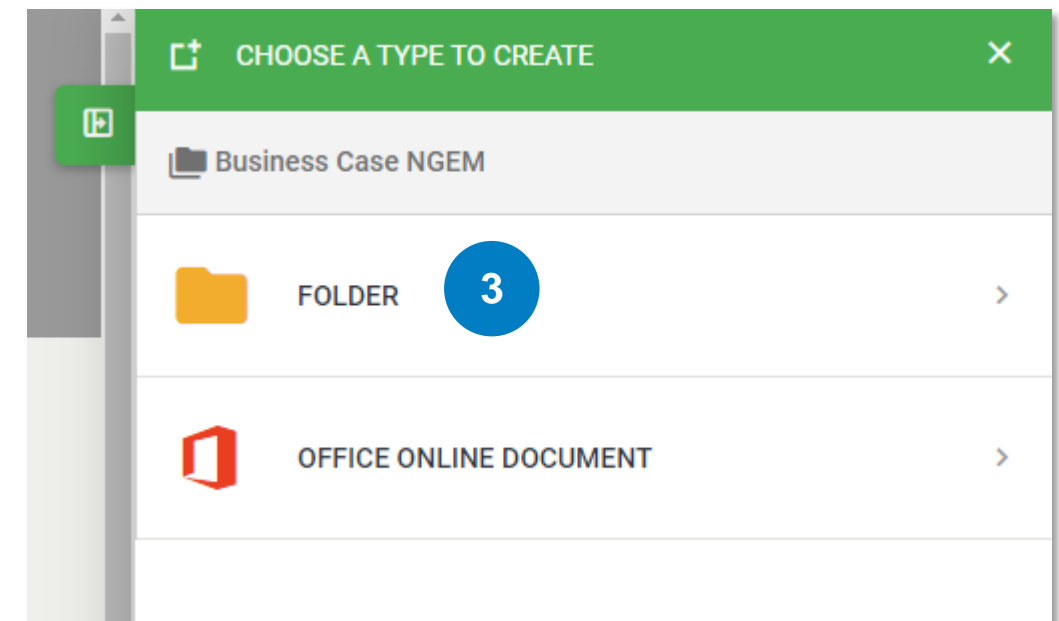 CHOOSE A TYPE TO CREATE
Business Case NGEM
FOLDER 3
OFFICE ONLINE DOCUMENT